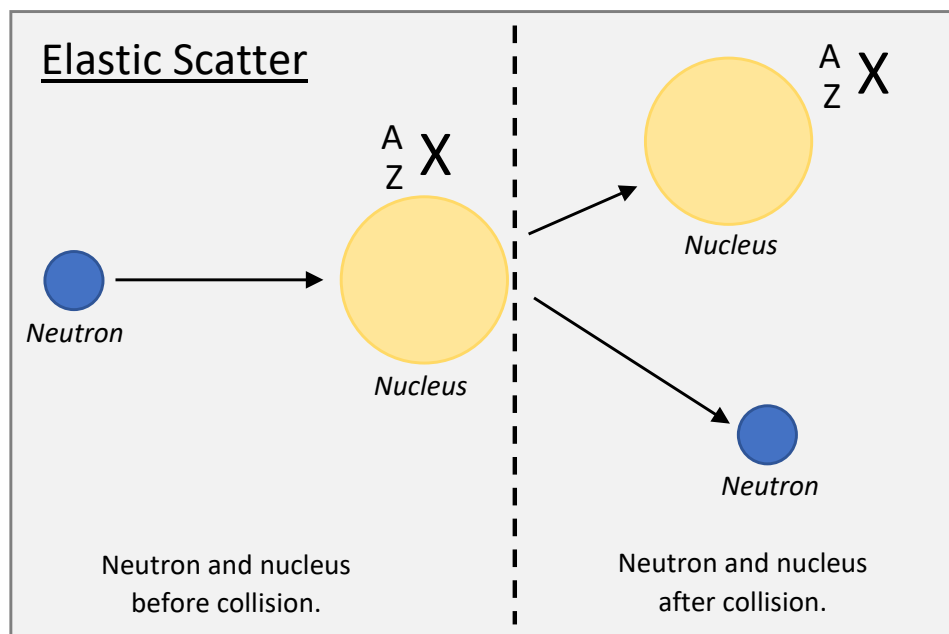 Elastic Scatter
A
Z X
Neutron
Nucleus
Neutron and nucleus
before collision.
A
Z X
Nucleus
Neutron
Neutron and nucleus
after collision.